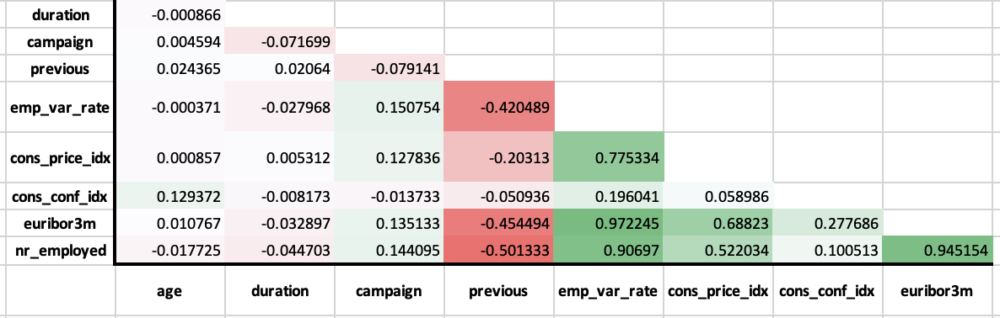 duration -0.000866
campaign 0.004594 -0.071699
previous 0.024365 0.02064 -0.079141
emp_var_rate -0.000371 -0.027968 0.150754 -0.420489
cons_price_idx 0.000857 0.005312 0.127836 -0.20313 0.775334
cons_conf_idx 0.129372 -0.008173 -0.013733 -0.050936 0.196041 0.058986
euribor3m 0.010767 -0.032897 0.135133 -0.454494 0.972245 0.68823 0.277686
nr_employed -0.017725 -0.044703 0.144095 -0.501333 0.90697 0.522034 0.100513 0.945154
age duration campaign previous emp_var_rate cons_price_idx cons_conf_idx euribor3m